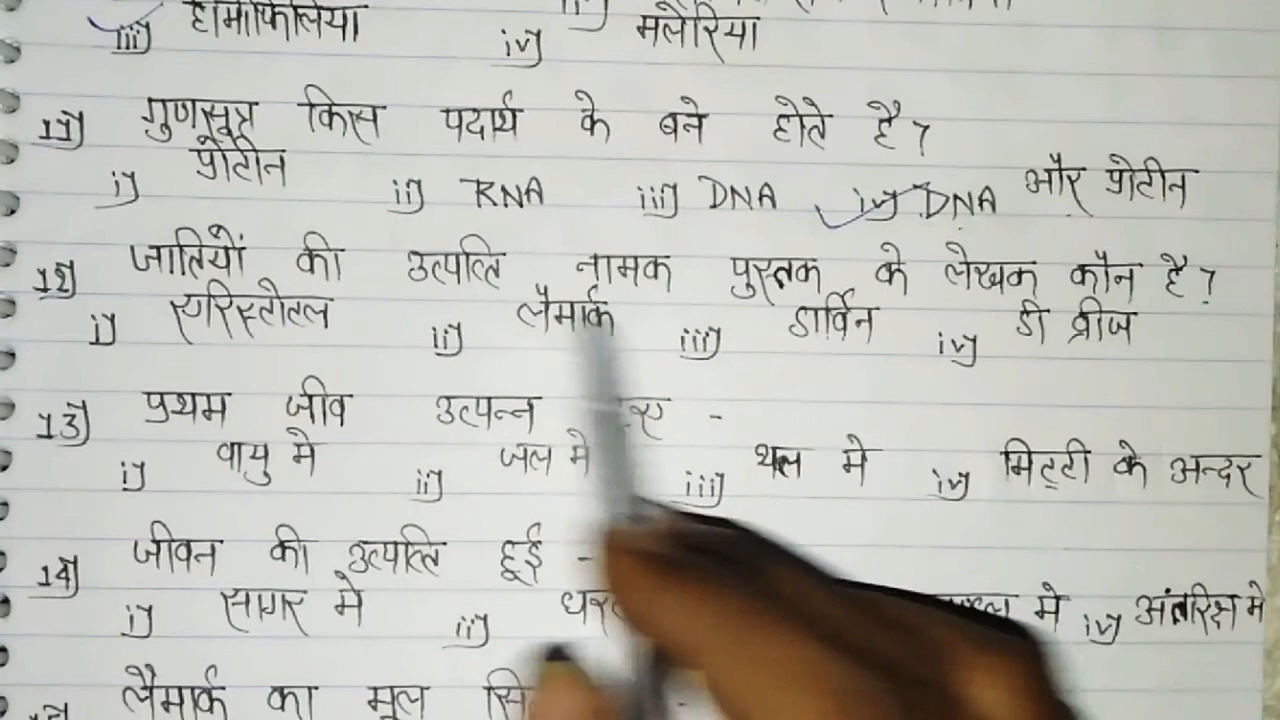 iii) हीमोफिलिया iv) मलेरिया
11) गुणसूत्र किस पदार्थ के बने होते है?
i) प्रोटीन ii) RNA iii) DNA iv) DNA और प्रोटीन
12) जातियों की उत्पत्ति नामक पुस्तक के लेखक कौन है?
i) एरिस्टोटल ii) लैमार्क iii) डार्विन iv) डी व्रीज
13) प्रथम जीव उत्पन्न -
i) वायु मे ii) जल मे iii) थल मे iv) मिट्टी के अन्दर
14) जीवन की उत्पत्ति हूई -
i) सागर मे ii) मे iv) अंतरिक्ष मे
लैमार्क का मूल